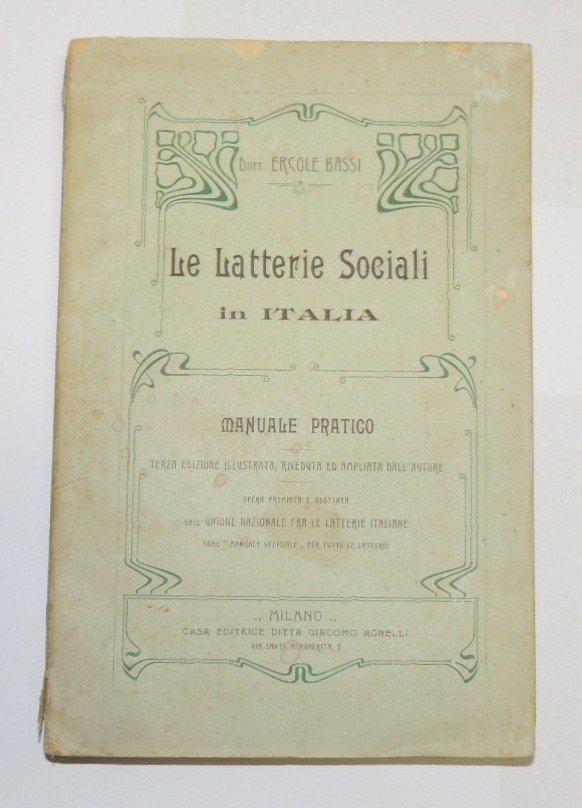 Dott. ERCOLE BASSI
Le Latterie Sociali
in ITALIA
MANUALE PRATICO
TERZA EDIZIONE ILLUSTRATA, RIVEDUTA ED AMPLIATA DALL'AUTORE
OPERA PREMIATA E ADOTTATA
DALL'UNIONE NAZIONALE FRA LE LATTERIE ITALIANE
COME "MANUALE UFFICIALE" PER TUTTE LE LATTERIE
.. MILANO ..
CASA EDITRICE DITTA GIACOMO AGNELLI
VIA SANTA MARGHERITA, 2